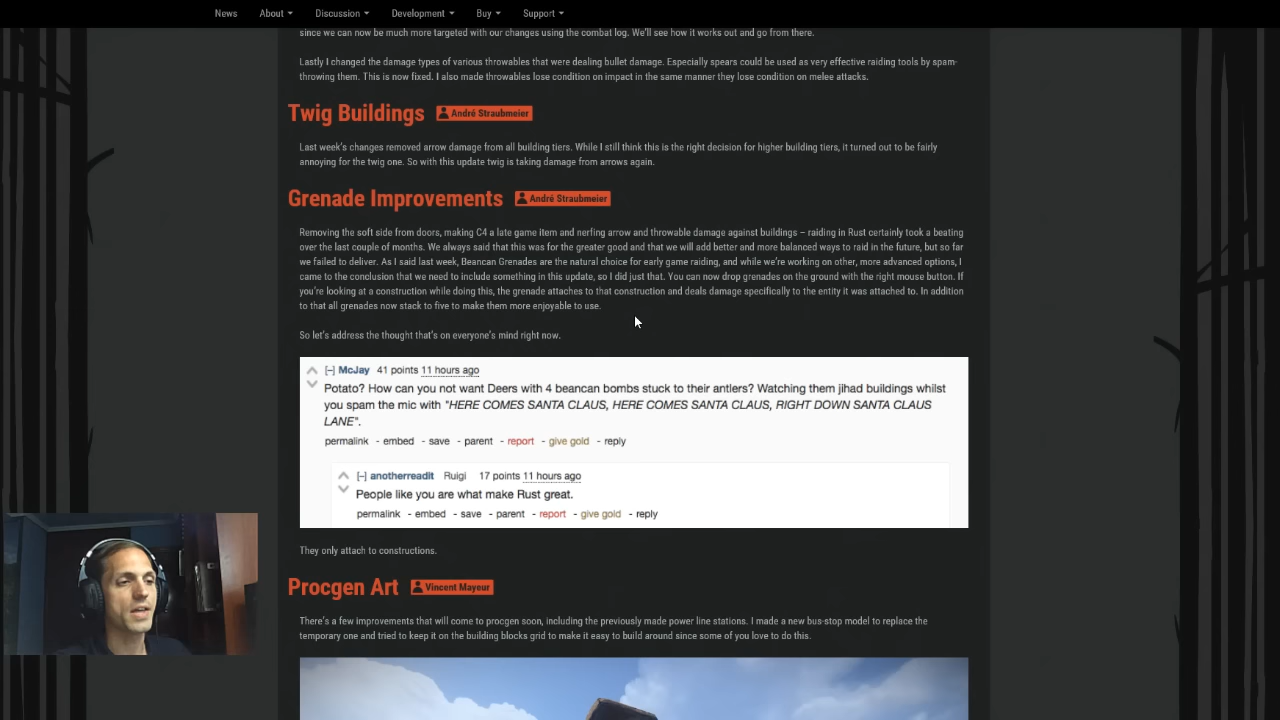 News About Discussion Development Buy Support
since we can now be much more targeted with our changes using the combat log. We'll see how it works out and go from there.
Lastly I changed the damage types of various throwables that were dealing bullet damage. Especially spears could be used as very effective raiding tools by spam-
throwing them. This is now fixed. I also made throwables lose condition on impact in the same manner they lose condition on melee attacks.
Twig Buildings André Straubmeier
Last week's changes removed arrow damage from all building tiers. While I still think this is the right decision for higher building tiers, it turned out to be fairly
annoying for the twig one. So with this update twig is taking damage from arrows again.
Grenade Improvements André Straubmeier
Removing the soft side from doors, making C4 a late game item and nerfing arrow and throwable damage against buildings – raiding in Rust certainly took a beating
over the last couple of months. We always said that this was for the greater good and that we will add better and more balanced ways to raid in the future, but so far
we failed to deliver. As I said last week, Beancan Grenades are the natural choice for early game raiding, and while we're working on other, more advanced options, I
came to the conclusion that we need to include something in this update, so I did just that. You can now drop grenades on the ground with the right mouse button. If
you're looking at a construction while doing this, the grenade attaches to that construction and deals damage specifically to the entity it was attached to. In addition
to that all grenades now stack to five to make them more enjoyable to use.
So let's address the thought that's on everyone's mind right now.
[–] McJay 41 points 11 hours ago
Potato? How can you not want Deers with 4 beancan bombs stuck to their antlers? Watching them jihad buildings whilst
you spam the mic with "HERE COMES SANTA CLAUS, HERE COMES SANTA CLAUS, RIGHT DOWN SANTA CLAUS
LANE".
permalink - embed - save - parent - report - give gold - reply
[–] anotherreadit Ruigi 17 points 11 hours ago
People like you are what make Rust great.
permalink - embed - save - parent - report - give gold - reply
They only attach to constructions.
Procgen Art Vincent Mayeur
There's a few improvements that will come to procgen soon, including the previously made power line stations. I made a new bus-stop model to replace the
temporary one and tried to keep it on the building blocks grid to make it easy to build around since some of you love to do this.